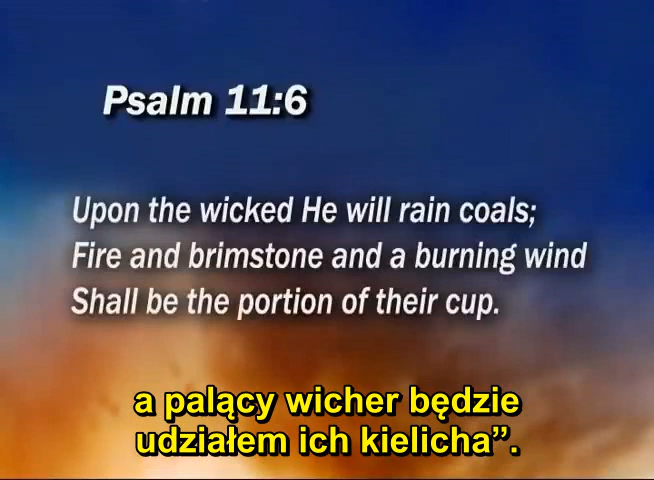 Psalm 11:6
Upon the wicked He will rain coals;
Fire and brimstone and a burning wind
Shall be the portion of their cup.
a palący wicher będzie
udziałem ich kielicha”.